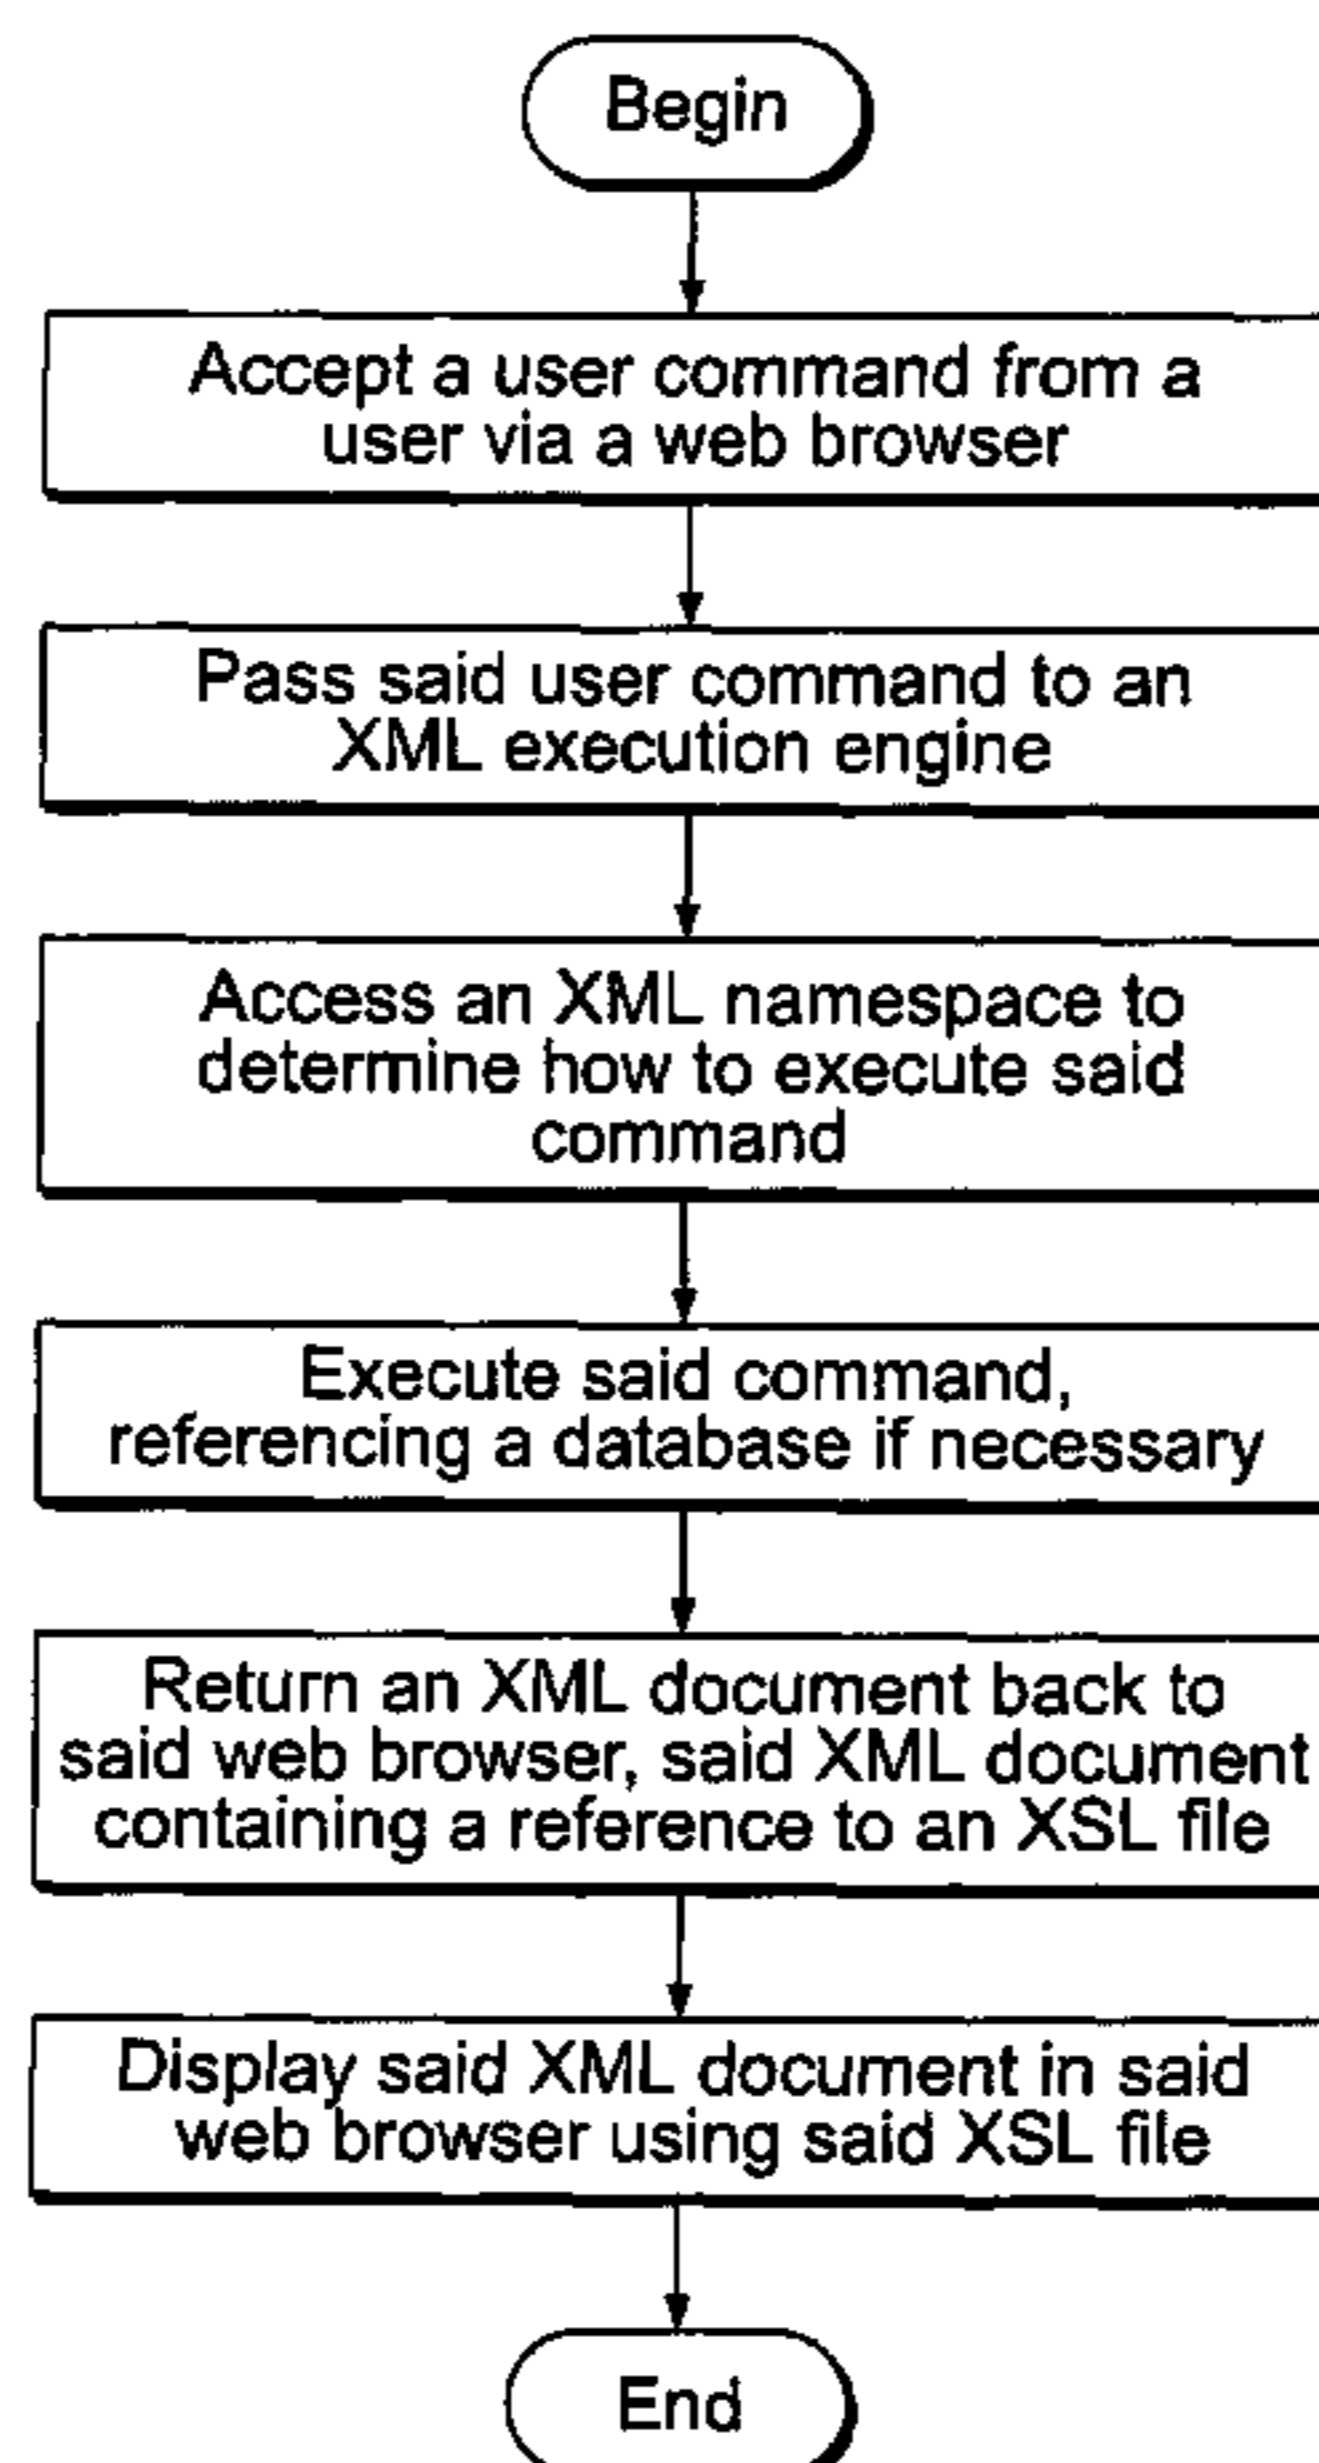 Begin
Accept a user command from a
user via a web browser
Pass said user command to an
XML execution engine
Access an XML namespace to
determine how to execute said
command
Execute said command,
referencing a database if necessary
Return an XML document back to
said web browser, said XML document
containing a reference to an XSL file
Display said XML document in said
web browser using said XSL file
End